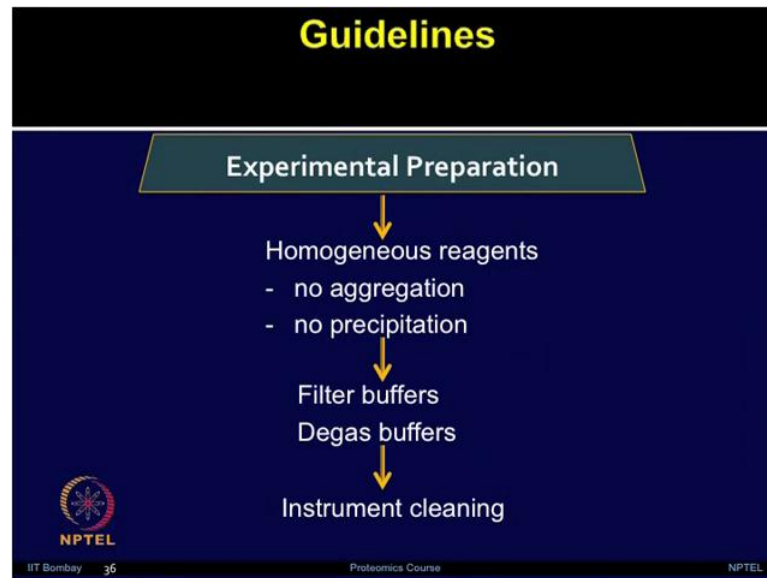 Guidelines
Experimental Preparation
Homogeneous reagents
- no aggregation
- no precipitation
Filter buffers
Degas buffers
Instrument cleaning
NPTEL
IIT Bombay 36 Proteomics Course NPTEL